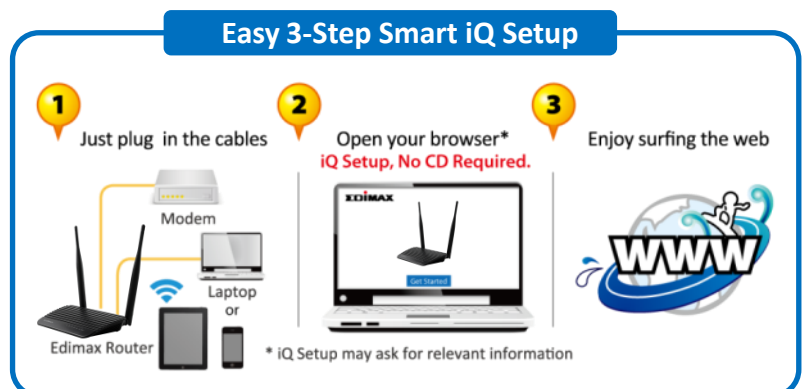 Easy 3-Step Smart iQ Setup
1
Just plug in the cables
Modem
Laptop
or
Edimax Router
2
Open your browser*
iQ Setup, No CD Required.
EDIMAX
Get Started
* iQ Setup may ask for relevant information
3
Enjoy surfing the web
WWW